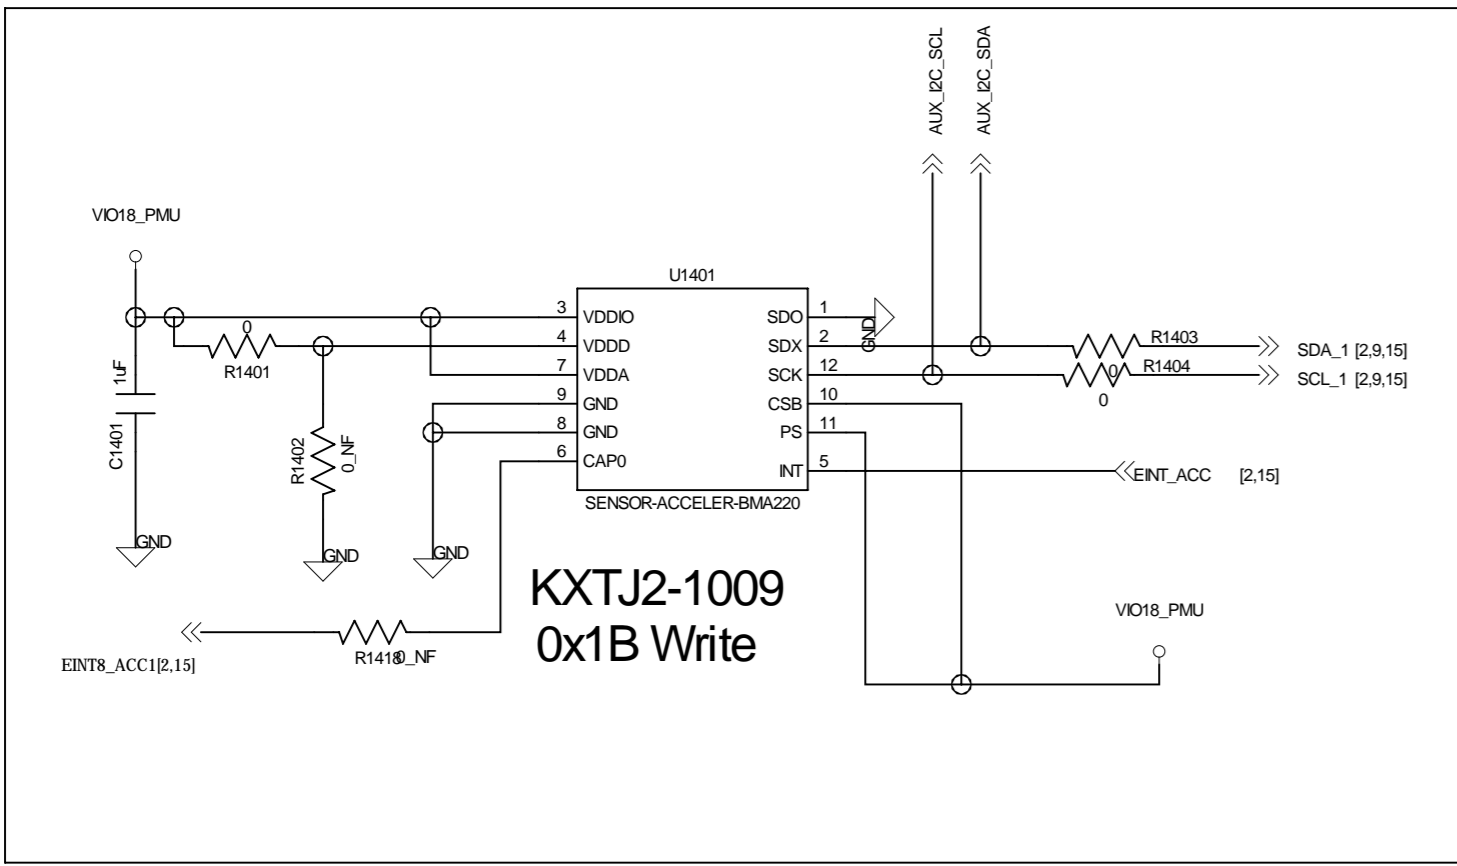 AUX_I2C_SCL
AUX_I2C_SDA
VIO18_PMU
U1401
3 VDDIO SDO 1
GND
0
R1401
4 VDDD SDX 2
R1403
SDA_1 [2,9,15]
7 VDDA SCK 12
0
R1404
SCL_1 [2,9,15]
0
1uF
C1401
9 GND CSB 10
8 GND PS 11
R1402
0_NF
6 CAP0 INT 5
EINT_ACC [2,15]
SENSOR-ACCELER-BMA220
GND
GND
GND
KXTJ2-1009
0x1B Write
VIO18_PMU
R1418
0_NF
EINT8_ACC1[2,15]